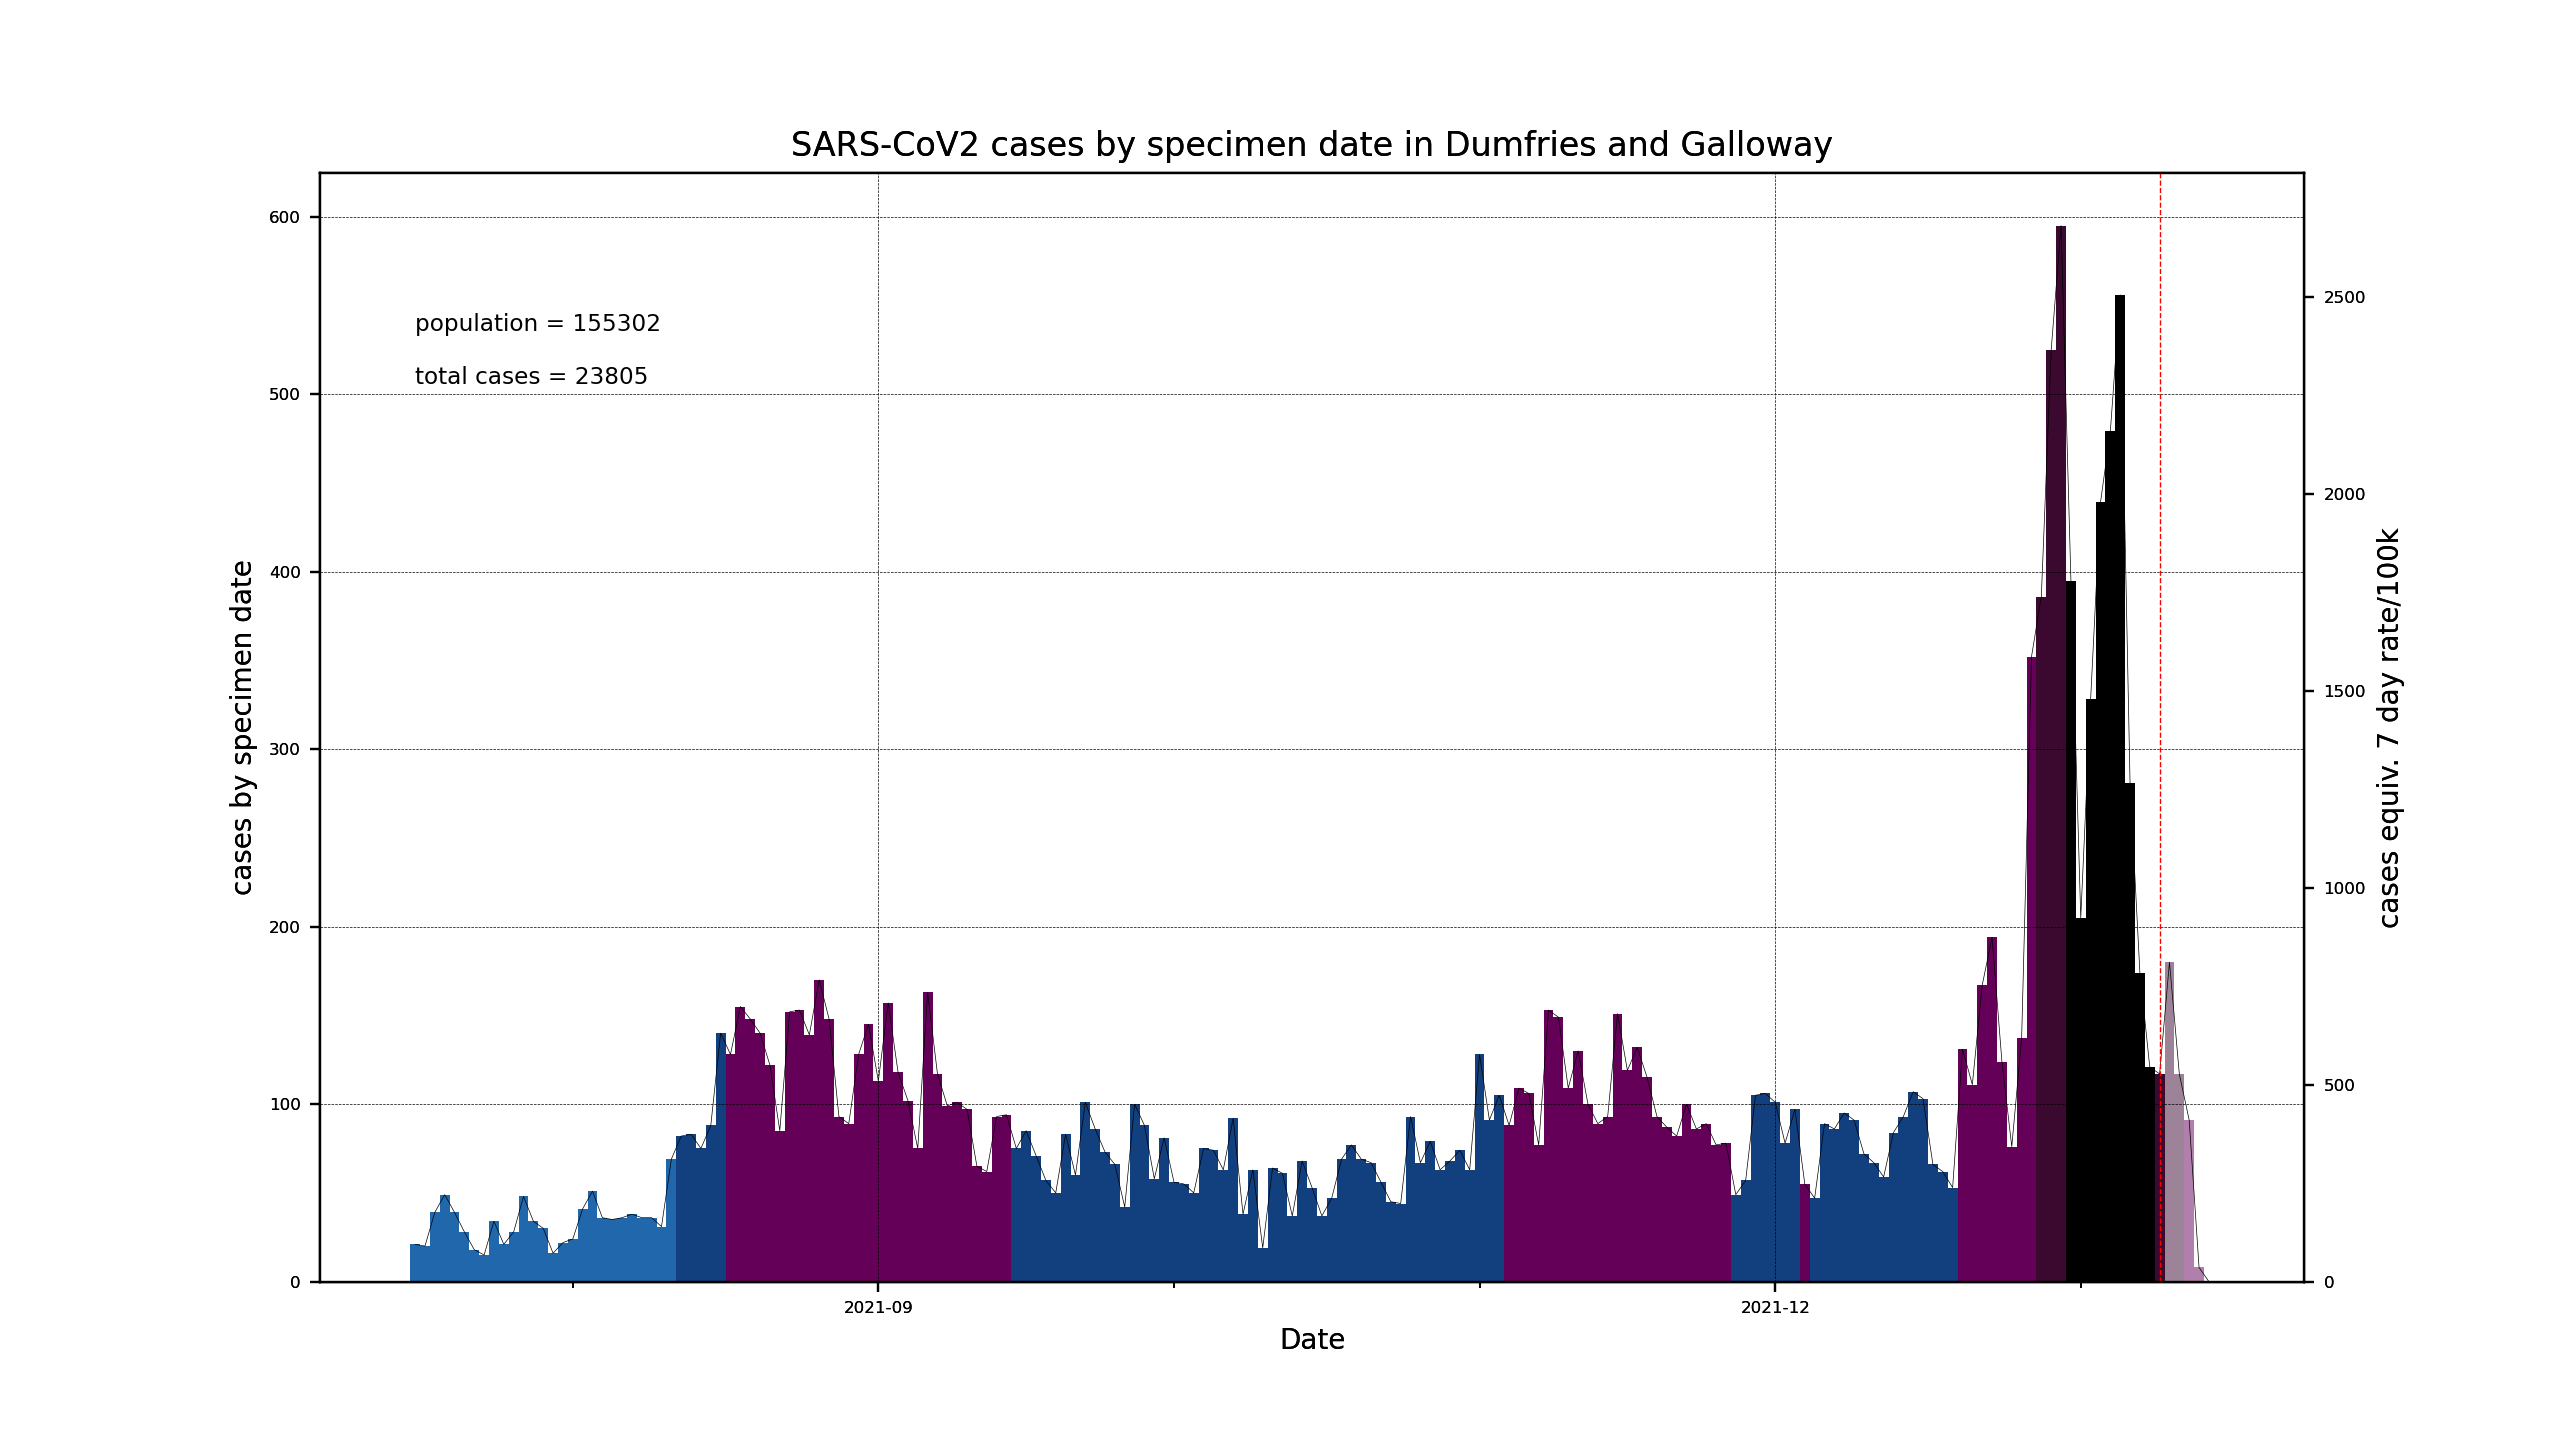 SARS-CoV2 cases by specimen date in Dumfries and Galloway
population = 155302
total cases = 23805
cases by specimen date
600
500
400
300
200
100
0
2500
2000
1500
1000
500
0
cases equiv. 7 day rate/100k
2021-09
2021-12
Date